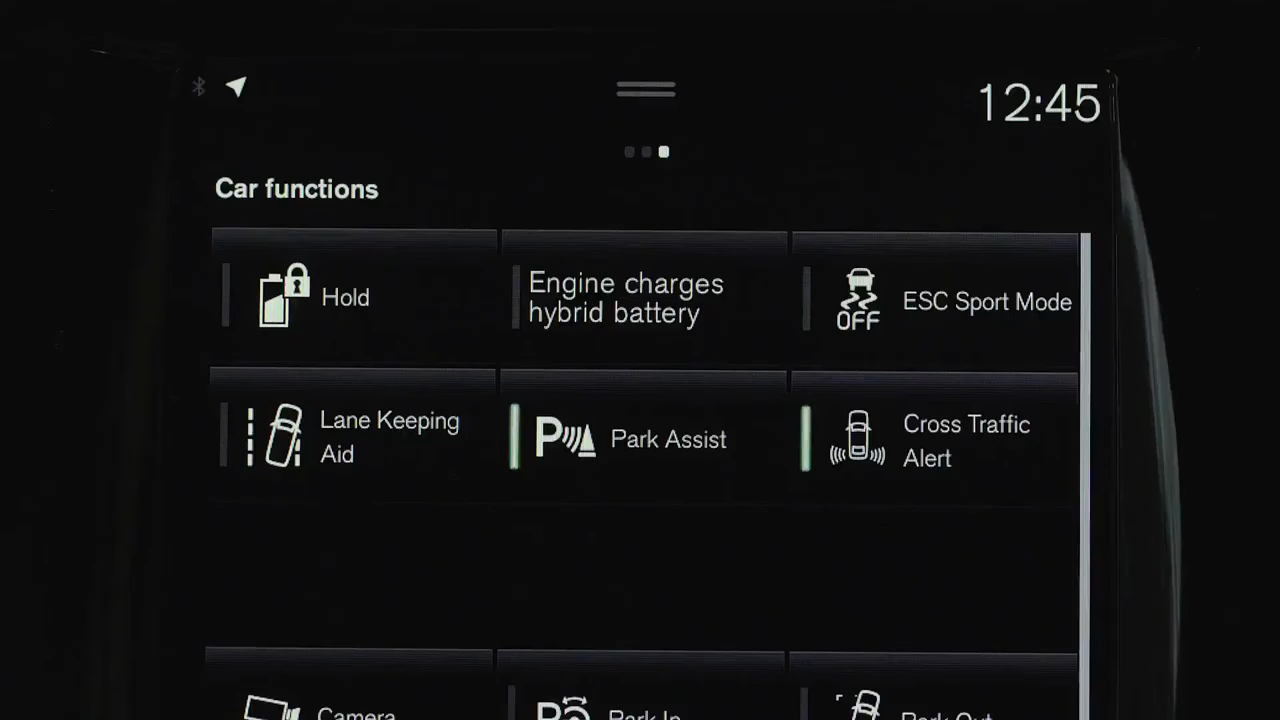 12:45
Car functions
Hold
Engine charges
hybrid battery
OFF
ESC Sport Mode
Lane Keeping
Aid
P
Park Assist
Cross Traffic
Alert
Camera
P
Park In
Park Out